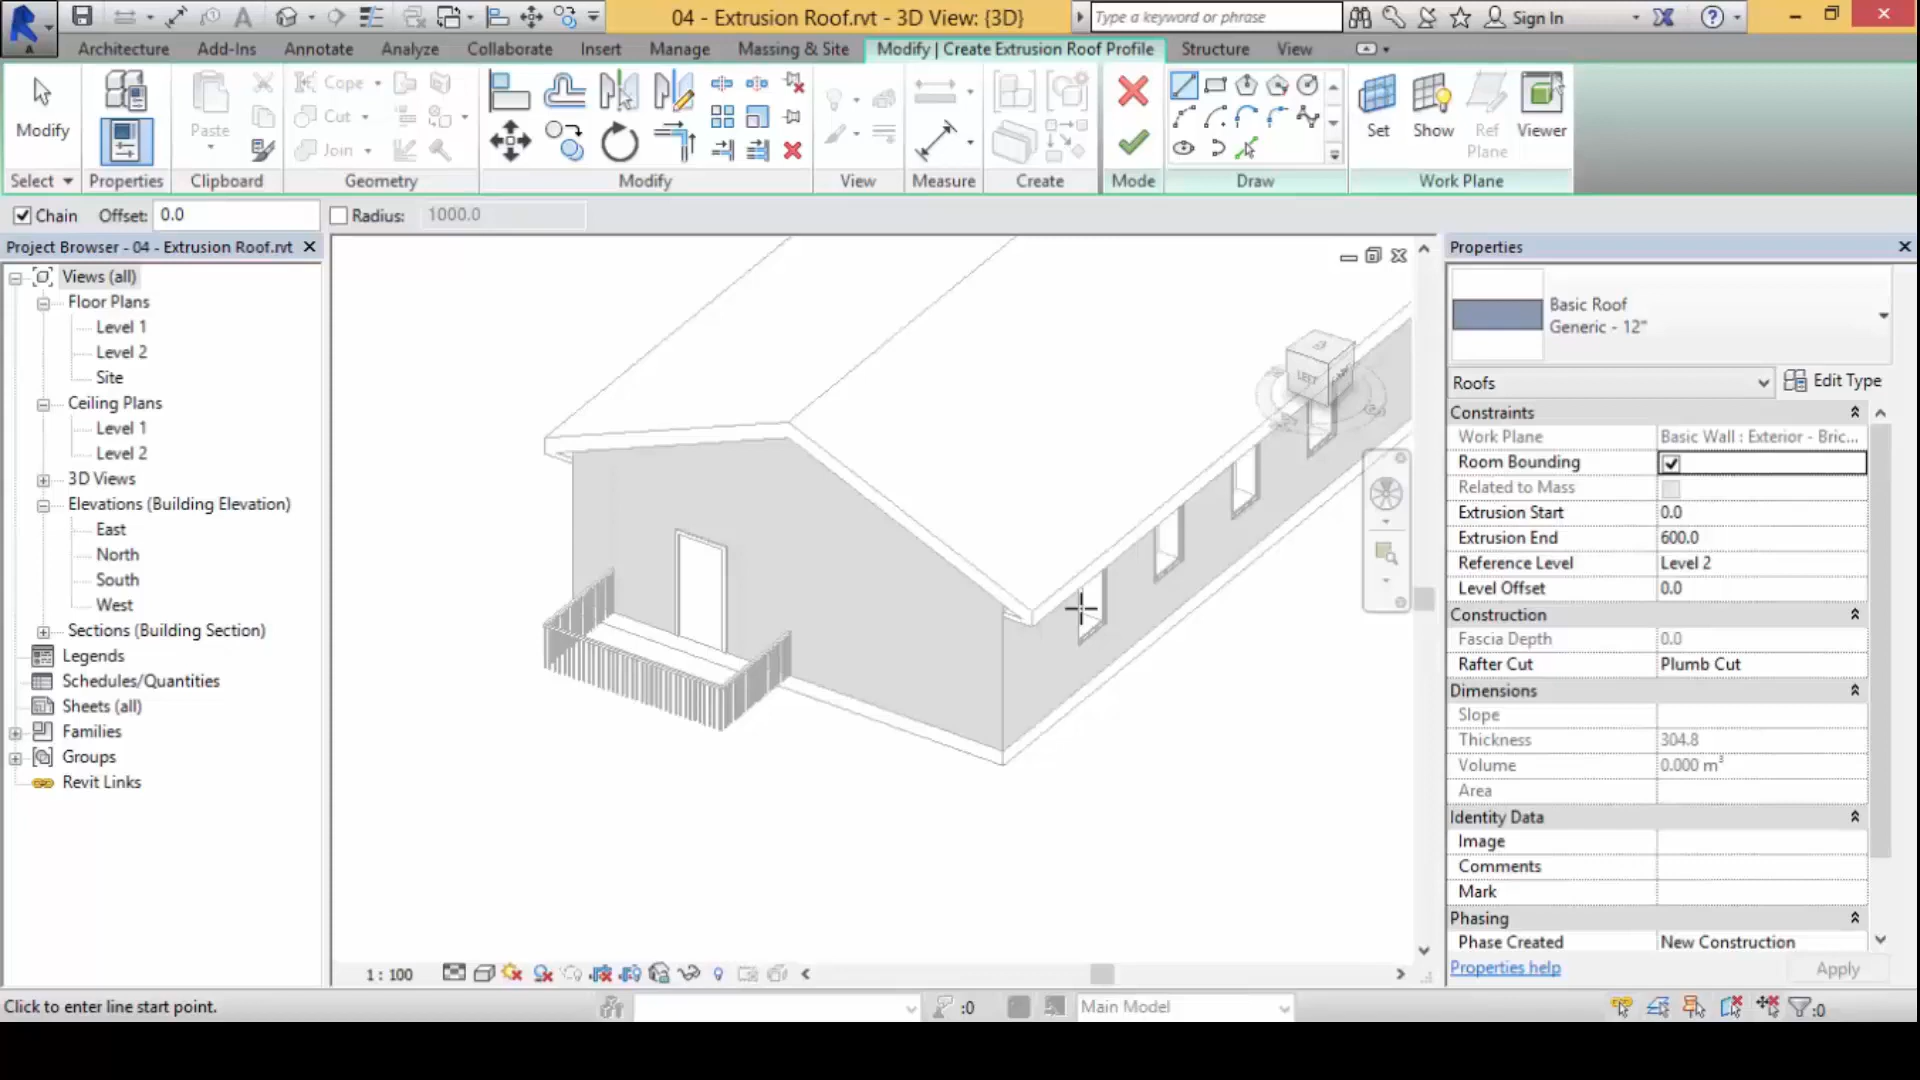 04 - Extrusion Roof.rvt - 3D View: {3D}
Type a keyword or phrase
Sign In
Architecture Add-Ins Annotate Analyze Collaborate Insert Manage Massing & Site Modify | Create Extrusion Roof Profile Structure View
Modify
Paste
Cope
Cut
Join
Set Show Ref Plane Viewer
Select Properties Clipboard Geometry Modify View Measure Create Mode Draw Work Plane
Chain Offset: 0.0 Radius: 1000.0
Project Browser - 04 - Extrusion Roof.rvt
Views (all)
Floor Plans
Level 1
Level 2
Site
Ceiling Plans
Level 1
Level 2
3D Views
Elevations (Building Elevation)
East
North
South
West
Sections (Building Section)
Legends
Schedules/Quantities
Sheets (all)
Families
Groups
Revit Links
LEFT
1 : 100
Properties
Basic Roof
Generic - 12"
Roofs Edit Type
Constraints
Work Plane Basic Wall : Exterior - Bric...
Room Bounding
Related to Mass
Extrusion Start 0.0
Extrusion End 600.0
Reference Level Level 2
Level Offset 0.0
Construction
Fascia Depth 0.0
Rafter Cut Plumb Cut
Dimensions
Slope
Thickness 304.8
Volume 0.000 m³
Area
Identity Data
Image
Comments
Mark
Phasing
Phase Created New Construction
Properties help Apply
Click to enter line start point. :0 Main Model :0